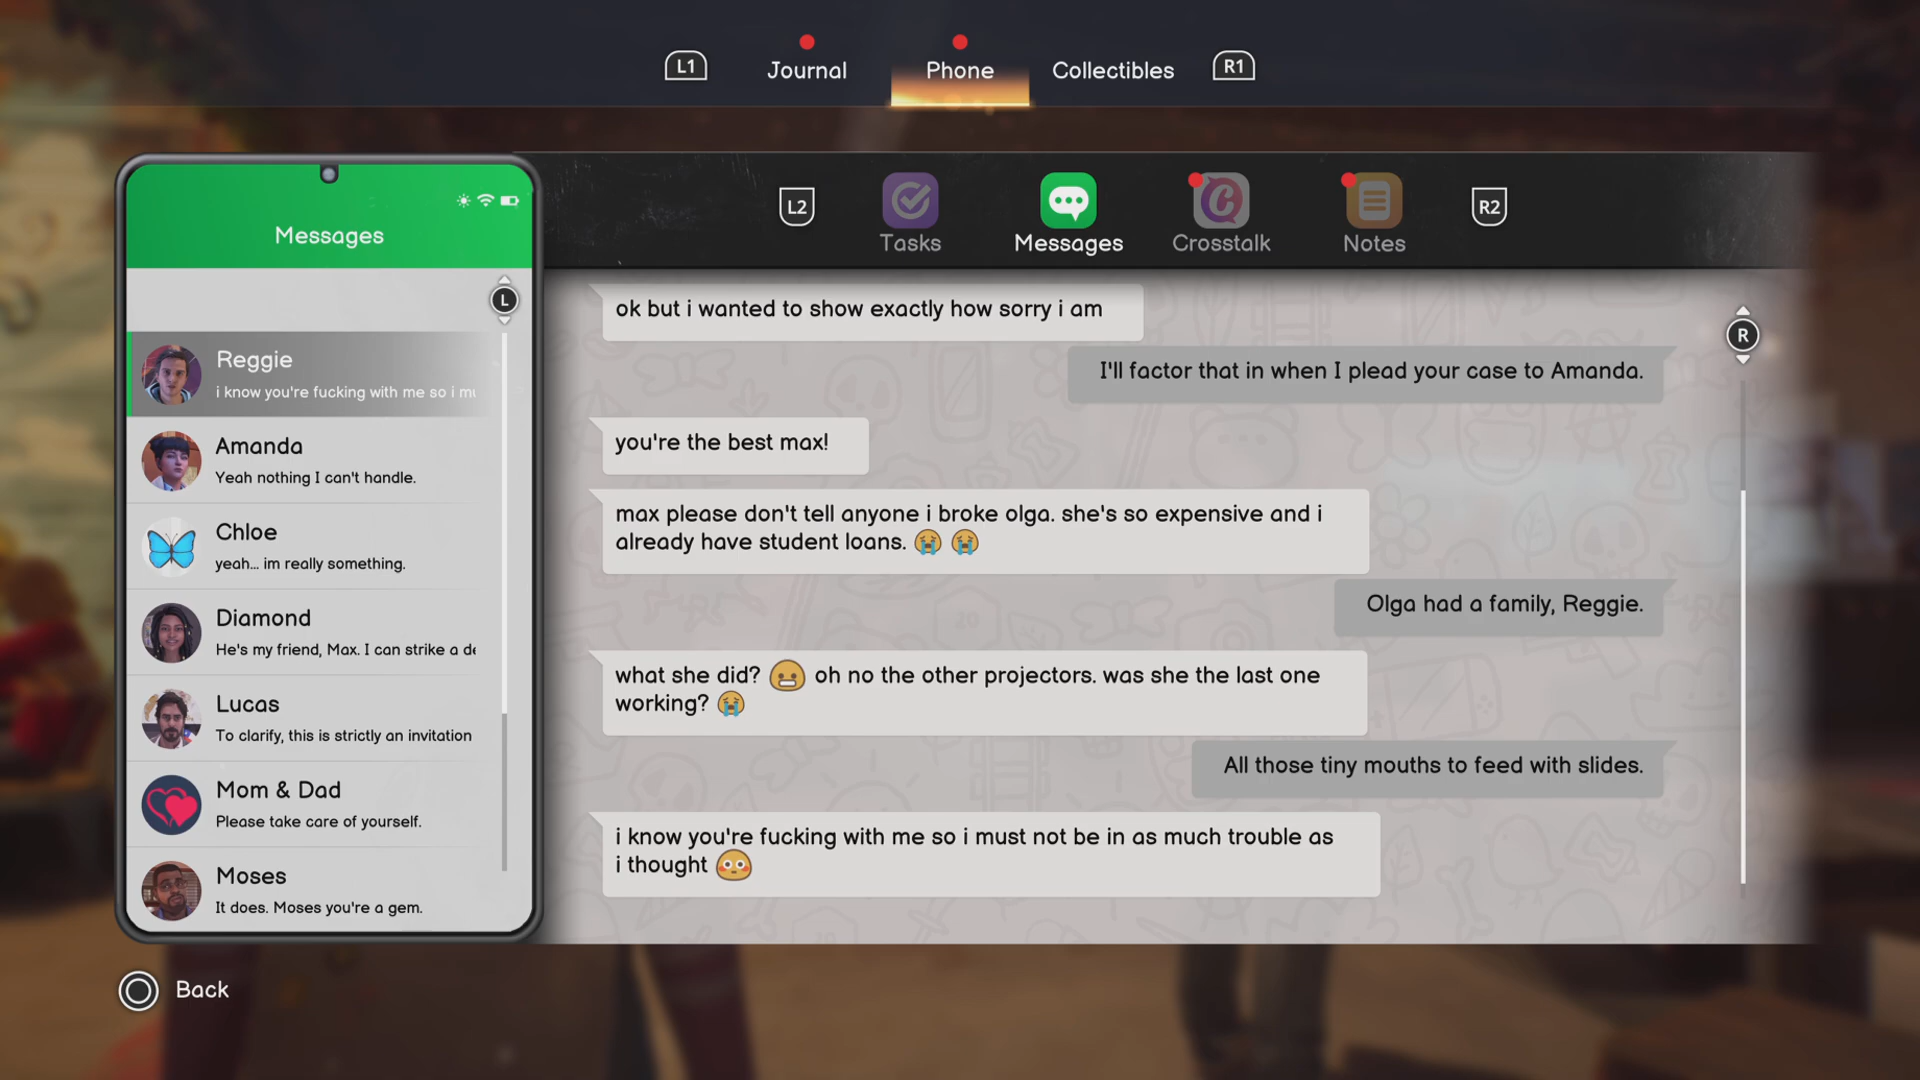 L1
Journal
Phone
Collectibles
R1
Messages
L
Reggie
i know you're fucking with me so i mu
Amanda
Yeah nothing I can't handle.
Chloe
yeah... im really something.
Diamond
He's my friend, Max. I can strike a de
Lucas
To clarify, this is strictly an invitation
Mom & Dad
Please take care of yourself.
Moses
It does. Moses you're a gem.
L2
Tasks
Messages
Crosstalk
Notes
R2
R
ok but i wanted to show exactly how sorry i am
I'll factor that in when I plead your case to Amanda.
you're the best max!
max please don't tell anyone i broke olga. she's so expensive and i
already have student loans. 😭 😭
Olga had a family, Reggie.
what she did? 😬 oh no the other projectors. was she the last one
working? 😭
All those tiny mouths to feed with slides.
i know you're fucking with me so i must not be in as much trouble as
i thought 😳
Back